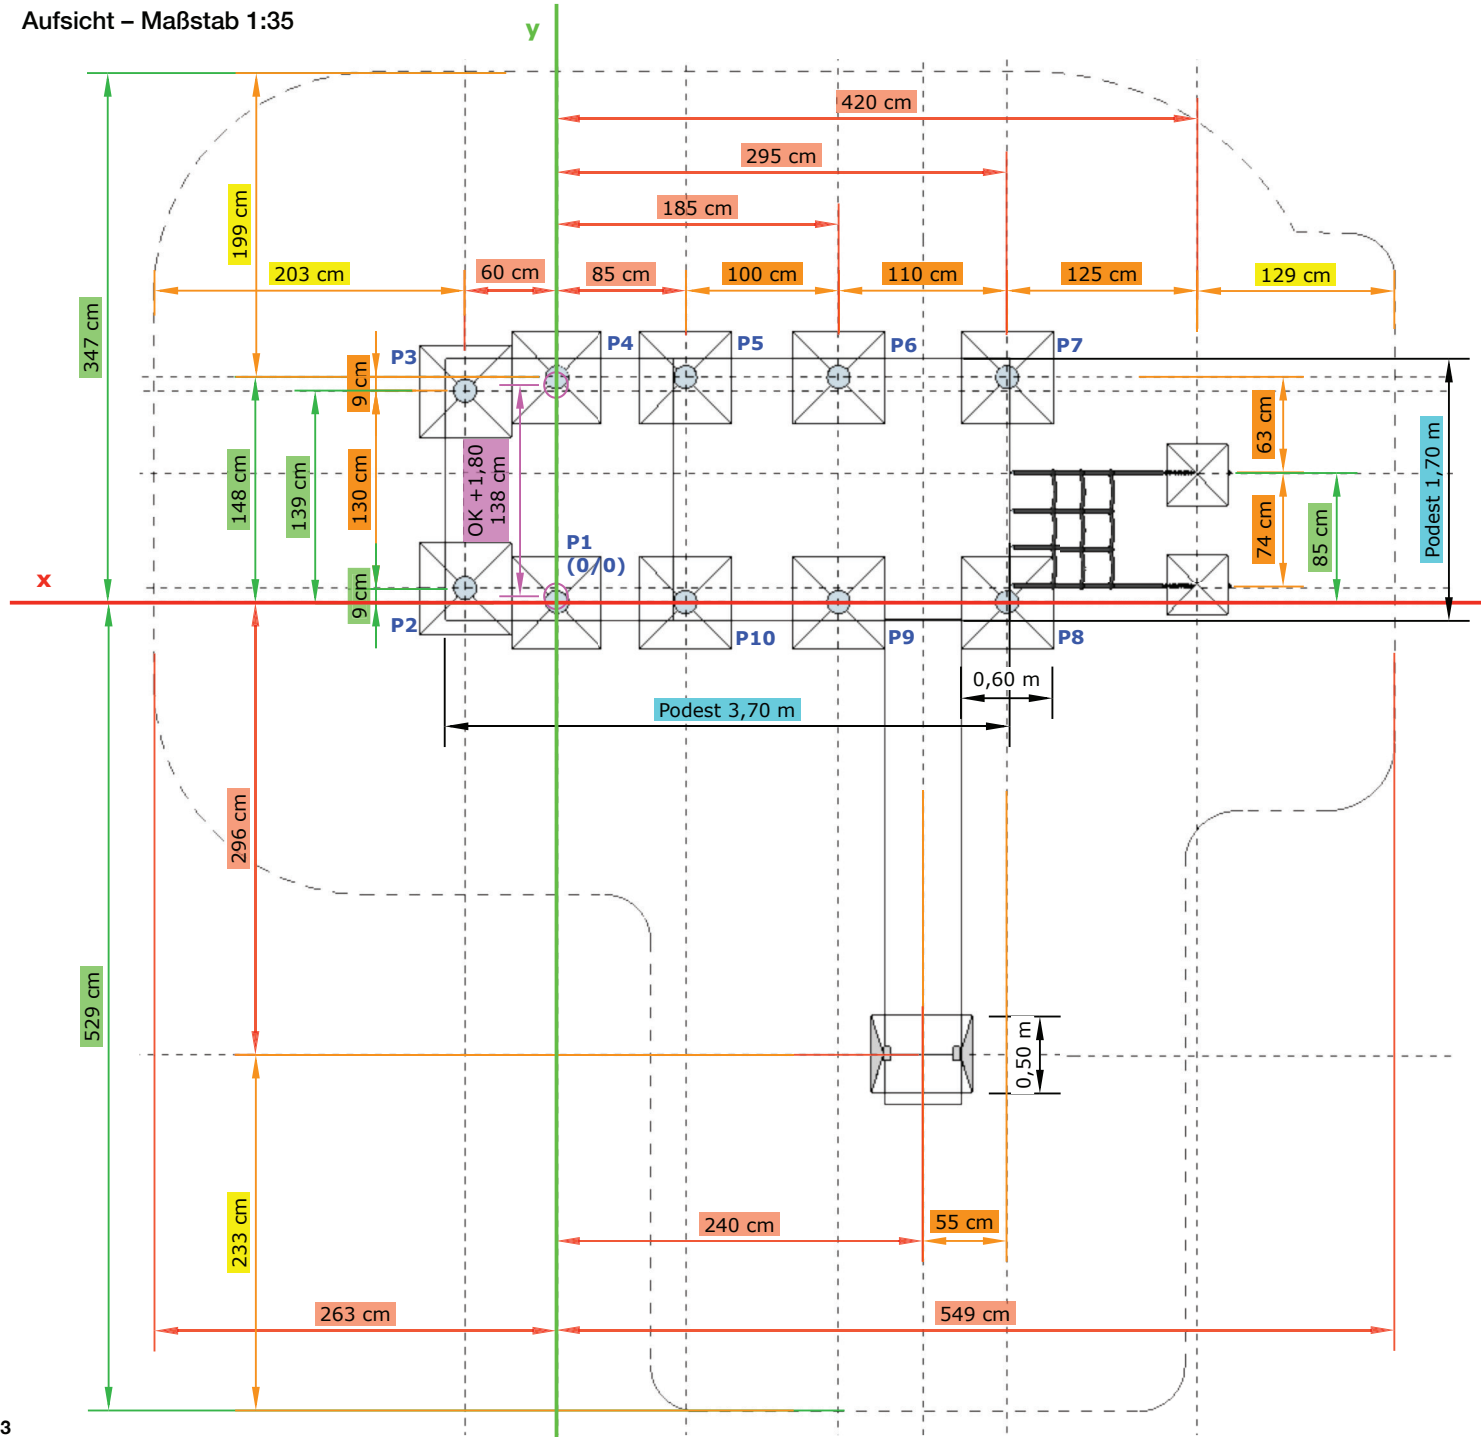 Aufsicht – Maßstab 1:35
y
420 cm
295 cm
185 cm
199 cm
203 cm
60 cm
85 cm
100 cm
110 cm
125 cm
129 cm
347 cm
P3
P4
P5
P6
P7
9 cm
63 cm
148 cm
139 cm
130 cm
OK +1,80
138 cm
74 cm
85 cm
Podest 1,70 m
P1
(0/0)
x
9 cm
P2
P10
P9
P8
0,60 m
Podest 3,70 m
296 cm
529 cm
0,50 m
233 cm
240 cm
55 cm
263 cm
549 cm
3